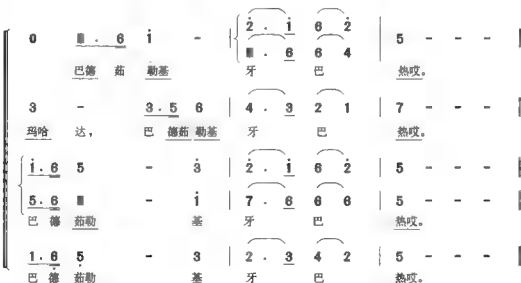 2 . 1 6 2
0 . 6 1 - . 6 6 4 5 - - -
巴德 茹 勒基 牙 巴 热哎。
3 - 3 . 5 6 4 . 3 2 1 7 - - -
玛哈 达， 巴 德茹 勒基 牙 巴 热哎。
1 . 6 5 - 3 2 . 1 6 2 5 - - -
5 . 6 - 1 7 . 6 6 6 5 - - -
巴 德 茹勒 基 牙 巴 热哎。
1 . 6 5 - 3 2 . 3 4 2 5 - - -
巴 德 茹勒 基 牙 巴 热哎。